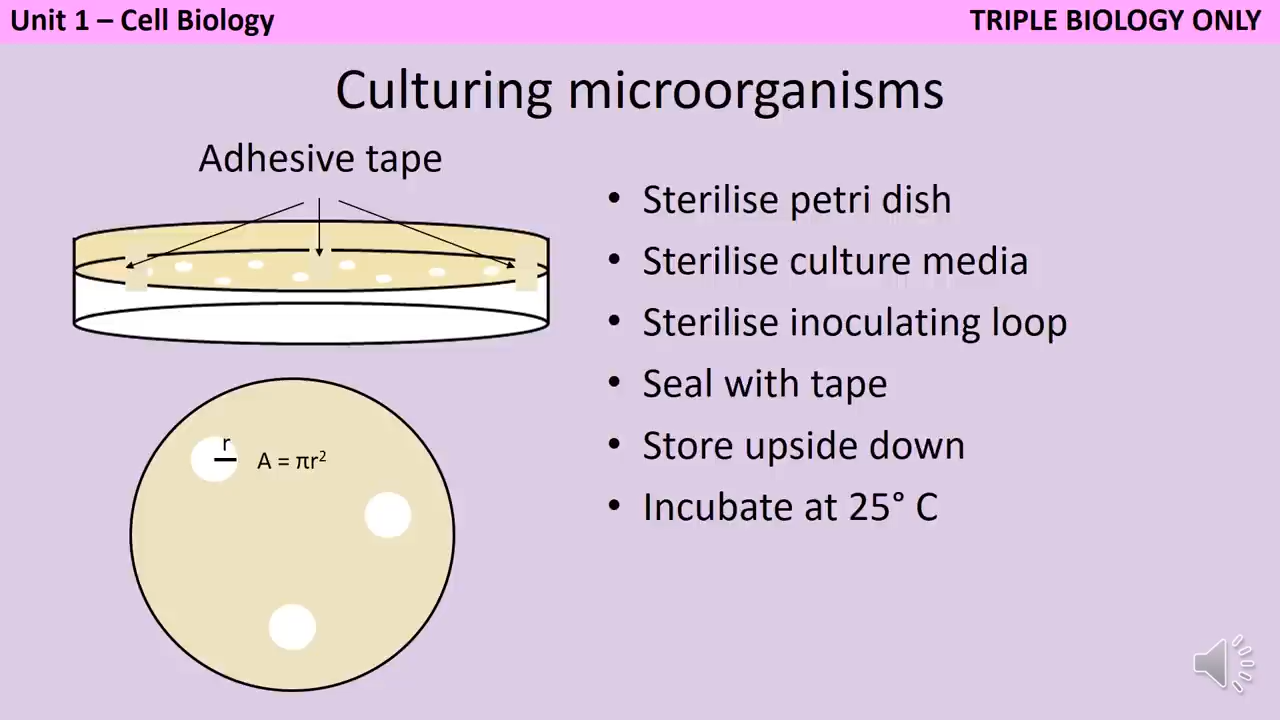 Unit 1 – Cell Biology
TRIPLE BIOLOGY ONLY
Culturing microorganisms
Adhesive tape
• Sterilise petri dish
• Sterilise culture media
• Sterilise inoculating loop
• Seal with tape
• Store upside down
• Incubate at 25° C
r
A = πr²